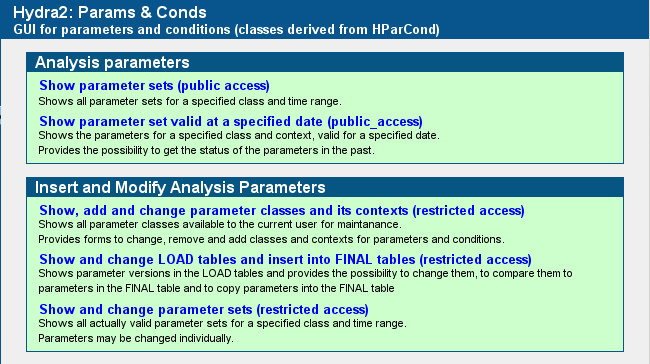 Hydra2: Params & Conds
GUI for parameters and conditions (classes derived from HParCond)
Analysis parameters
Show parameter sets (public access)
Shows all parameter sets for a specified class and time range.
Show parameter set valid at a specified date (public_access)
Shows the parameters for a specified class and context, valid for a specified date.
Provides the possibility to get the status of the parameters in the past.
Insert and Modify Analysis Parameters
Show, add and change parameter classes and its contexts (restricted access)
Shows all parameter classes available to the current user for maintanance.
Provides forms to change, remove and add classes and contexts for parameters and conditions.
Show and change LOAD tables and insert into FINAL tables (restricted access)
Shows parameter versions in the LOAD tables and provides the possibility to change them, to compare them to
parameters in the FINAL table and to copy parameters into the FINAL table
Show and change parameter sets (restricted access)
Shows all actually valid parameter sets for a specified class and time range.
Parameters may be changed individually.